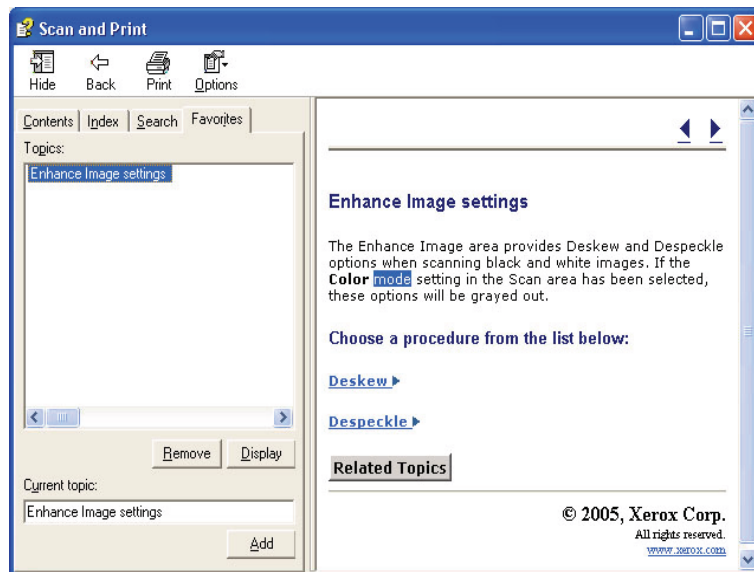 Scan and Print
Hide Back Print Options
Contents Index Search Favorites
Topics:
Enhance Image settings
Remove Display
Current topic:
Enhance Image settings
Add
Enhance Image settings
The Enhance Image area provides Deskew and Despeckle
options when scanning black and white images. If the
Color mode setting in the Scan area has been selected,
these options will be grayed out.
Choose a procedure from the list below:
Deskew
Despeckle
Related Topics
© 2005, Xerox Corp.
All rights reserved.
www.xerox.com